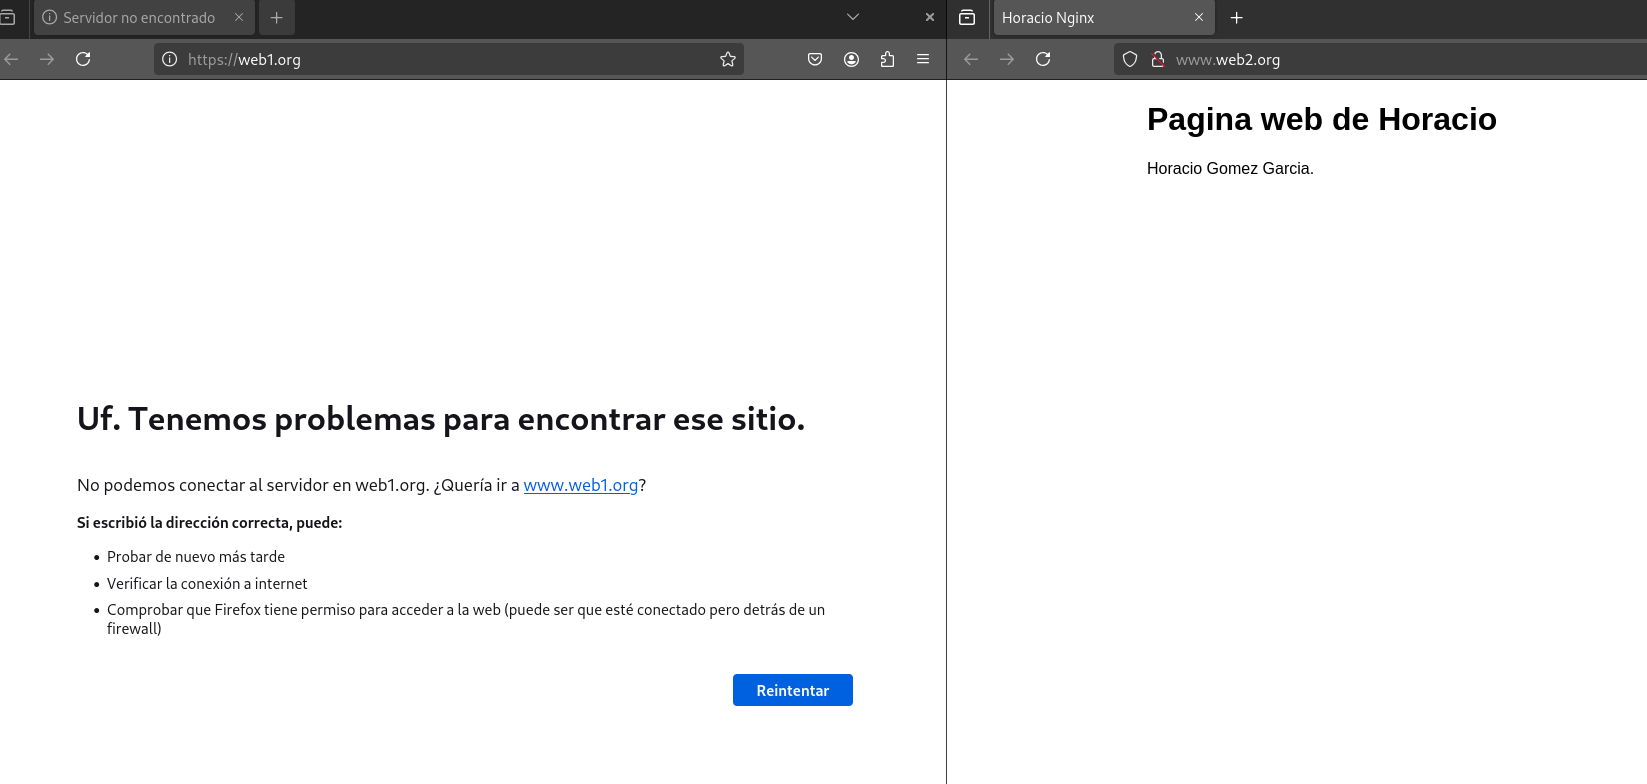 Servidor no encontrado
https://web1.org
Uf. Tenemos problemas para encontrar ese sitio.
No podemos conectar al servidor en web1.org. ¿Quería ir a www.web1.org?
Si escribió la dirección correcta, puede:
Probar de nuevo más tarde
Verificar la conexión a internet
Comprobar que Firefox tiene permiso para acceder a la web (puede ser que esté conectado pero detrás de un
firewall)
Reintentar
Horacio Nginx
www.web2.org
Pagina web de Horacio
Horacio Gomez Garcia.